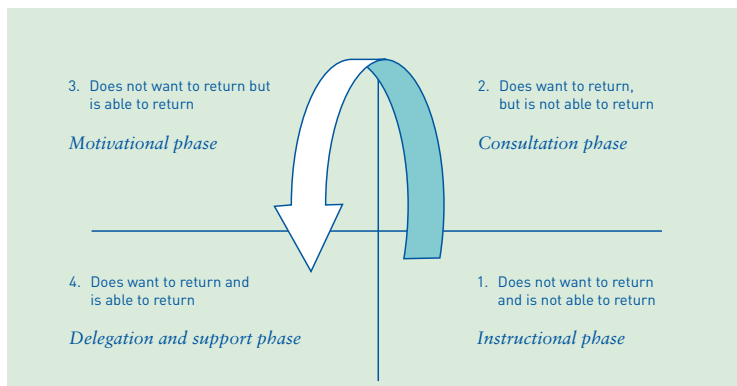 3. Does not want to return but
is able to return
Motivational phase
2. Does want to return,
but is not able to return
Consultation phase
4. Does want to return and
is able to return
Delegation and support phase
1. Does not want to return
and is not able to return
Instructional phase